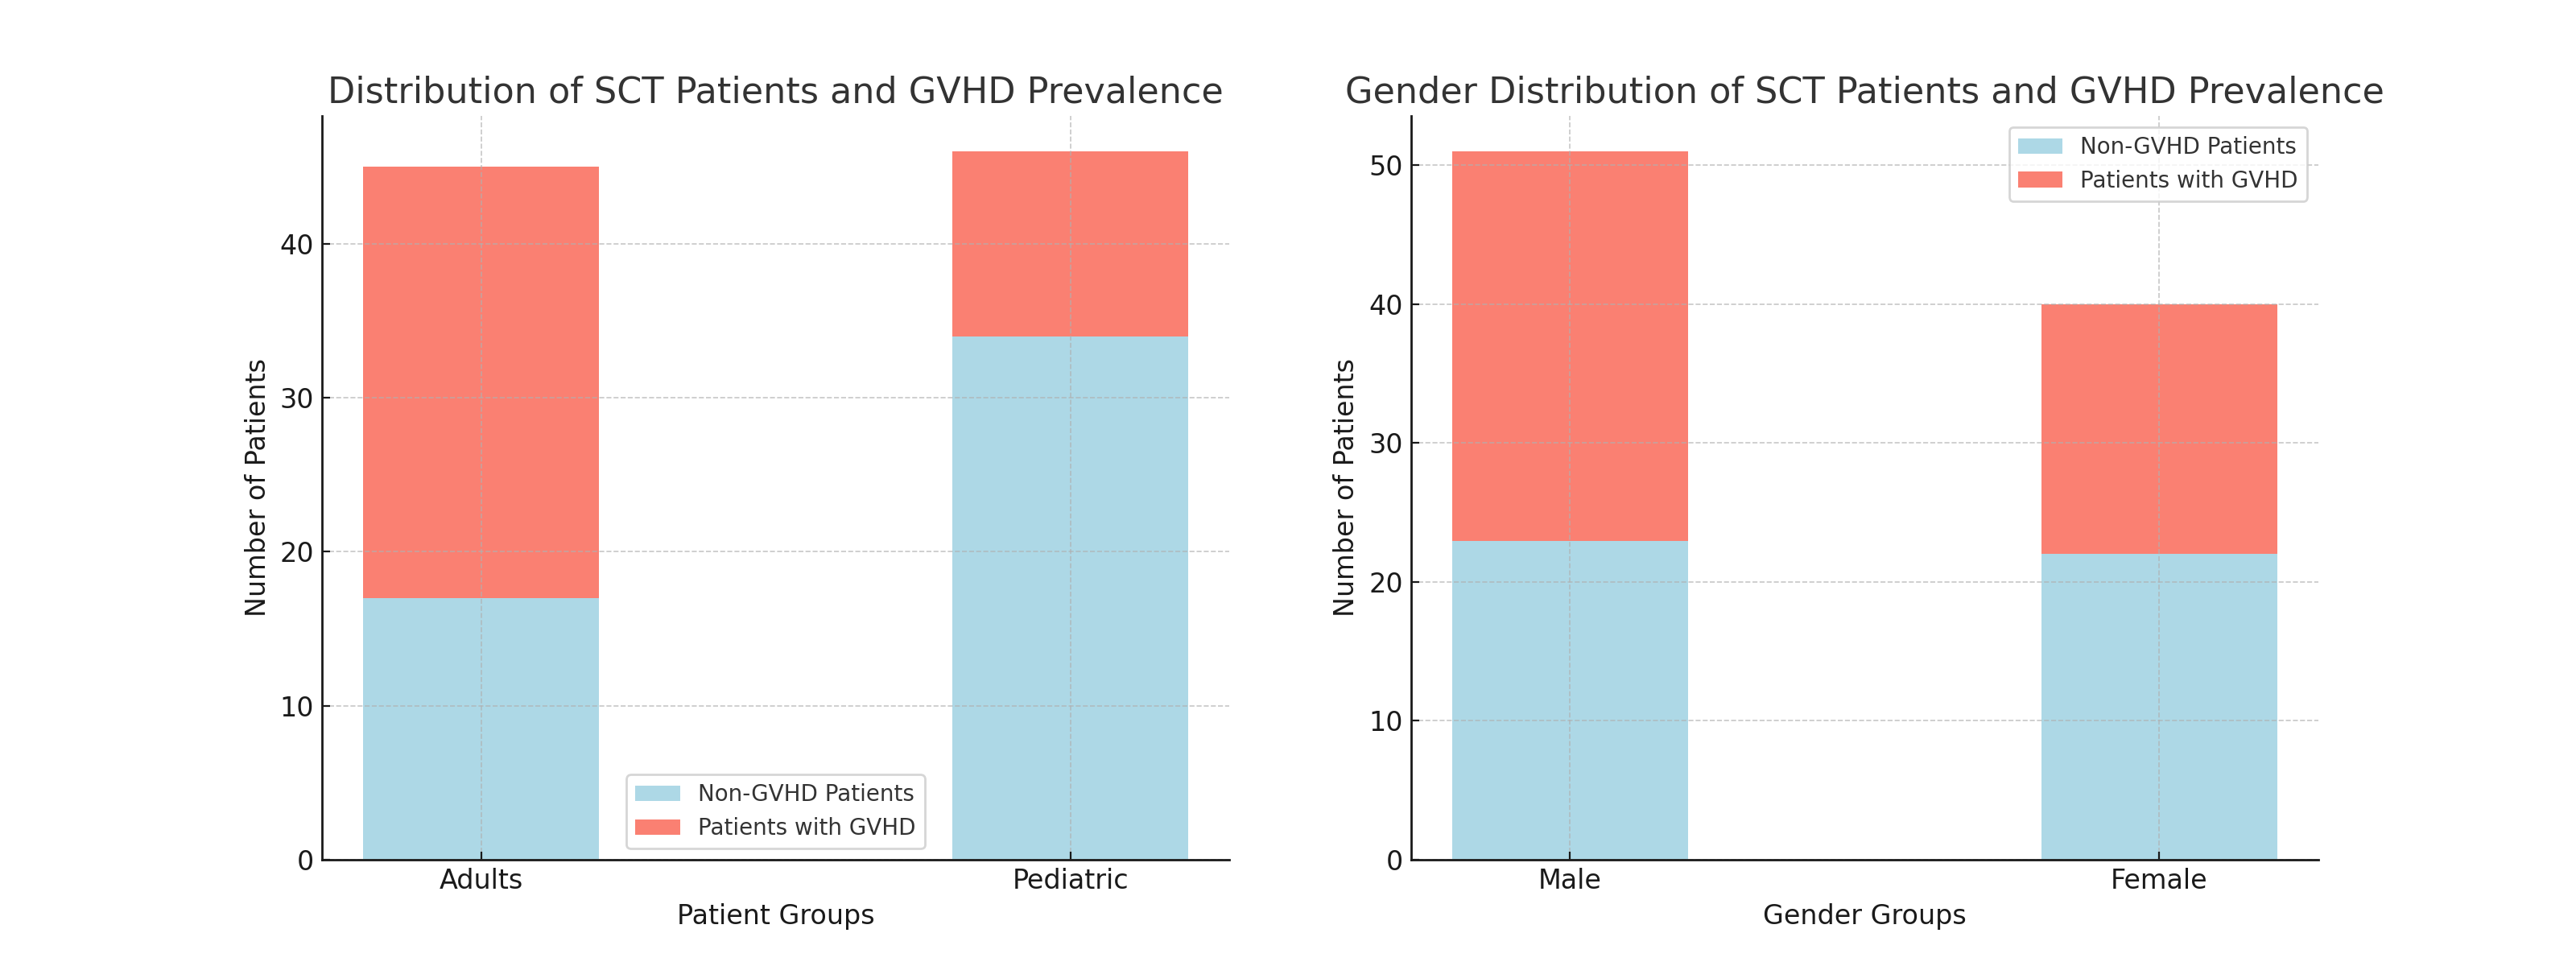 Distribution of SCT Patients and GVHD Prevalence
Number of Patients
40
30
20
10
0
Non-GVHD Patients
Patients with GVHD
Adults
Pediatric
Patient Groups
Gender Distribution of SCT Patients and GVHD Prevalence
Number of Patients
50
40
30
20
10
0
Non-GVHD Patients
Patients with GVHD
Male
Female
Gender Groups